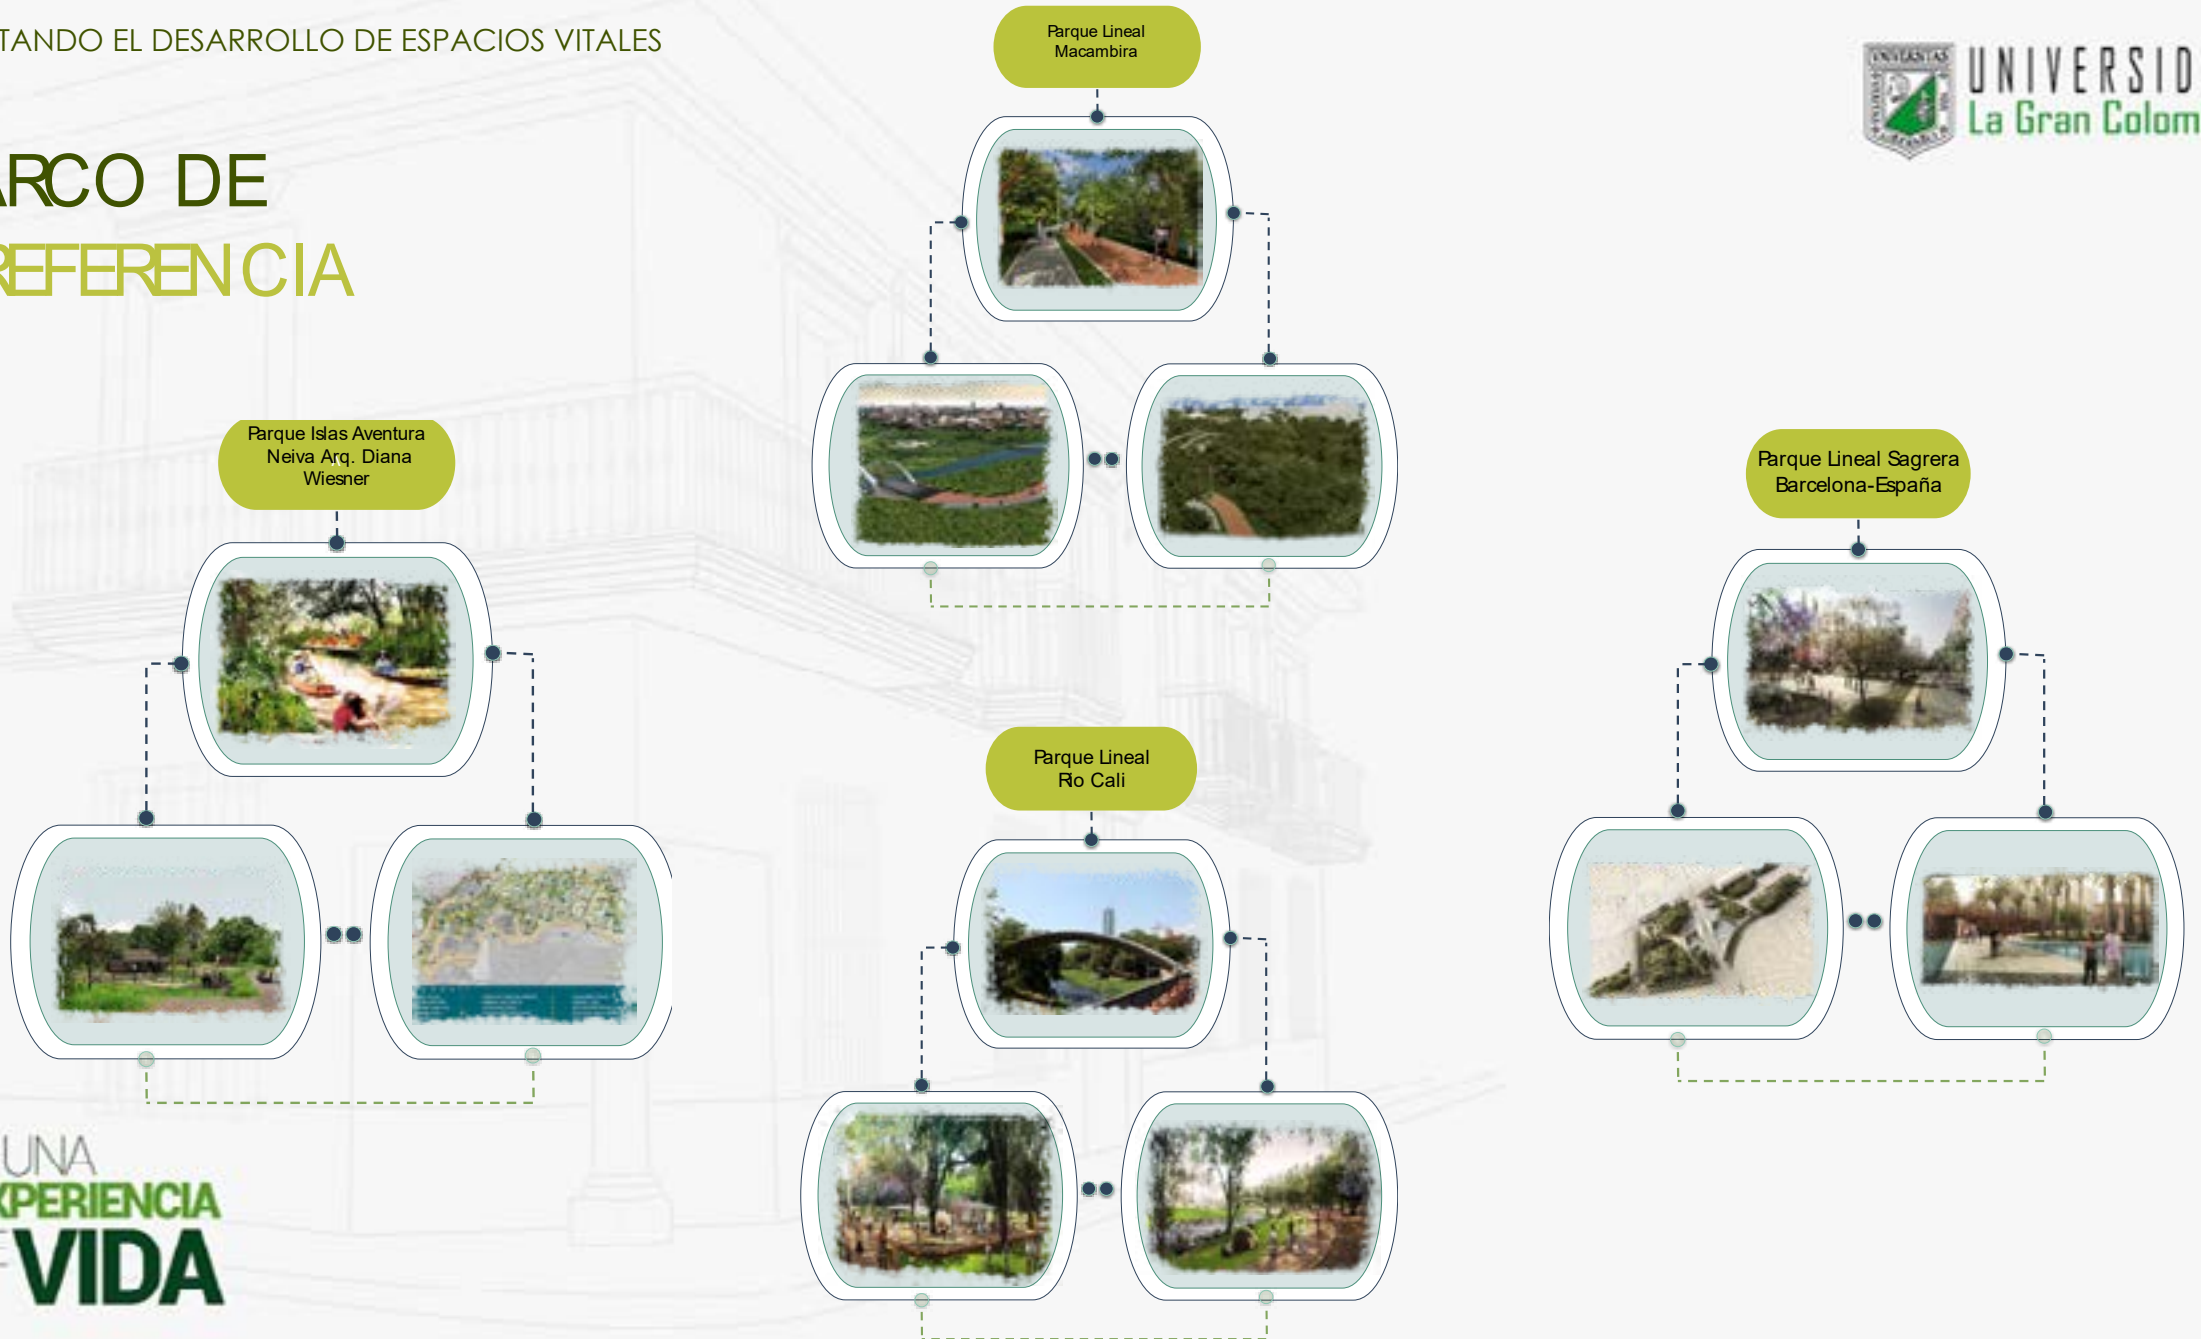 TANDO EL DESARROLLO DE ESPACIOS VITALES
ARCO DE
REFERENCIA
UNIVERSID
La Gran Colom
Parque Lineal
Macambira
Parque Islas Aventura
Neiva Arq. Diana
Wiesner
Parque Lineal Sagrera
Barcelona-España
Parque Lineal
Rio Cali
UNA
XPERIENCIA
E VIDA